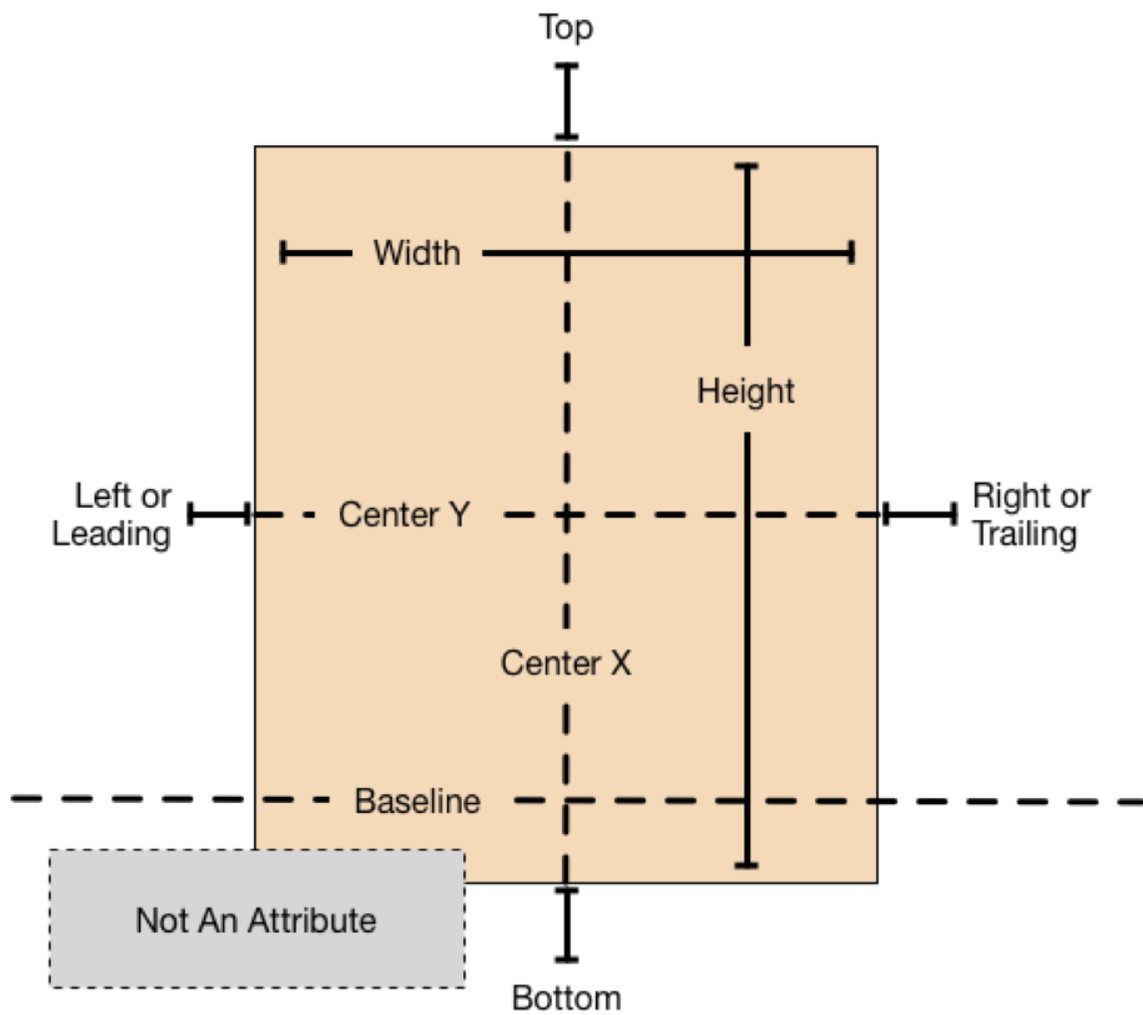 Top
Width
Height
Left or
Leading
Center Y
Right or
Trailing
Center X
Baseline
Not An Attribute
Bottom